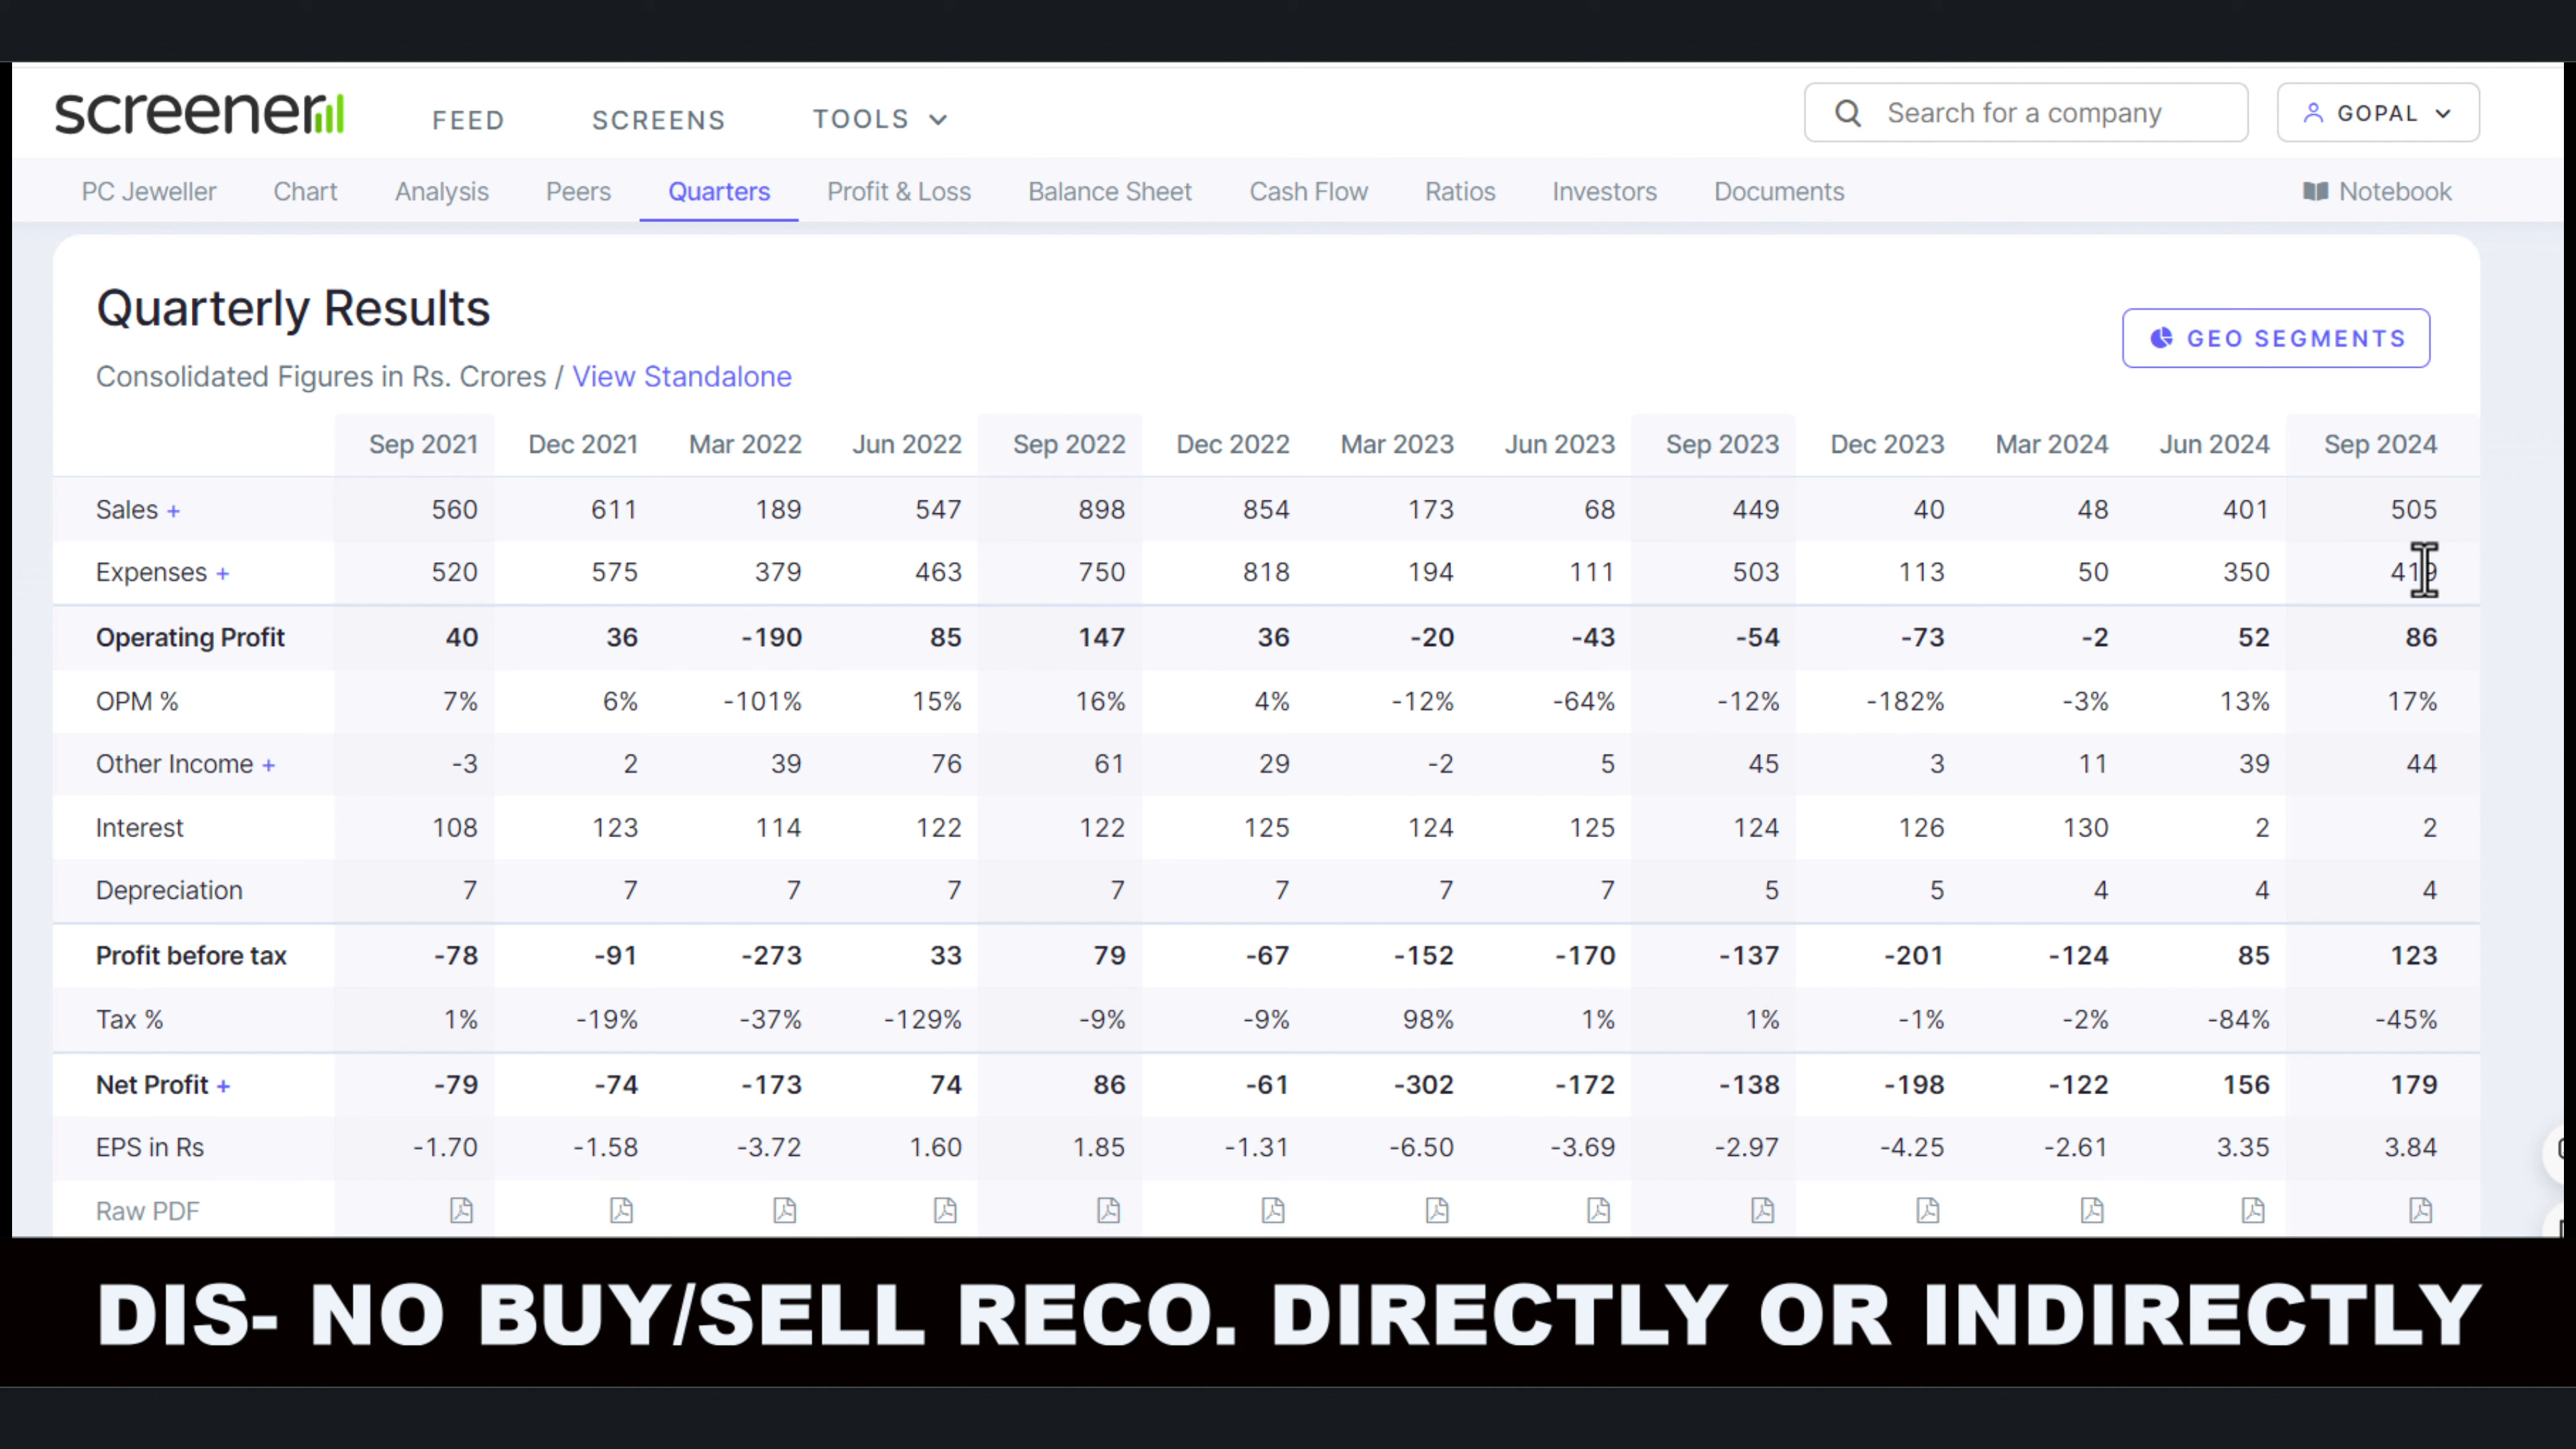 screener FEED SCREENS TOOLS Search for a company GOPAL
PC Jeweller Chart Analysis Peers Quarters Profit & Loss Balance Sheet Cash Flow Ratios Investors Documents Notebook
Quarterly Results
GEO SEGMENTS
Consolidated Figures in Rs. Crores / View Standalone
Sep 2021 Dec 2021 Mar 2022 Jun 2022 Sep 2022 Dec 2022 Mar 2023 Jun 2023 Sep 2023 Dec 2023 Mar 2024 Jun 2024 Sep 2024
Sales + 560 611 189 547 898 854 173 68 449 40 48 401 505
Expenses + 520 575 379 463 750 818 194 111 503 113 50 350 419
Operating Profit 40 36 -190 85 147 36 -20 -43 -54 -73 -2 52 86
OPM % 7% 6% -101% 15% 16% 4% -12% -64% -12% -182% -3% 13% 17%
Other Income + -3 2 39 76 61 29 -2 5 45 3 11 39 44
Interest 108 123 114 122 122 125 124 125 124 126 130 2 2
Depreciation 7 7 7 7 7 7 7 7 5 5 4 4 4
Profit before tax -78 -91 -273 33 79 -67 -152 -170 -137 -201 -124 85 123
Tax % 1% -19% -37% -129% -9% -9% 98% 1% 1% -1% -2% -84% -45%
Net Profit + -79 -74 -173 74 86 -61 -302 -172 -138 -198 -122 156 179
EPS in Rs -1.70 -1.58 -3.72 1.60 1.85 -1.31 -6.50 -3.69 -2.97 -4.25 -2.61 3.35 3.84
Raw PDF
DIS- NO BUY/SELL RECO. DIRECTLY OR INDIRECTLY